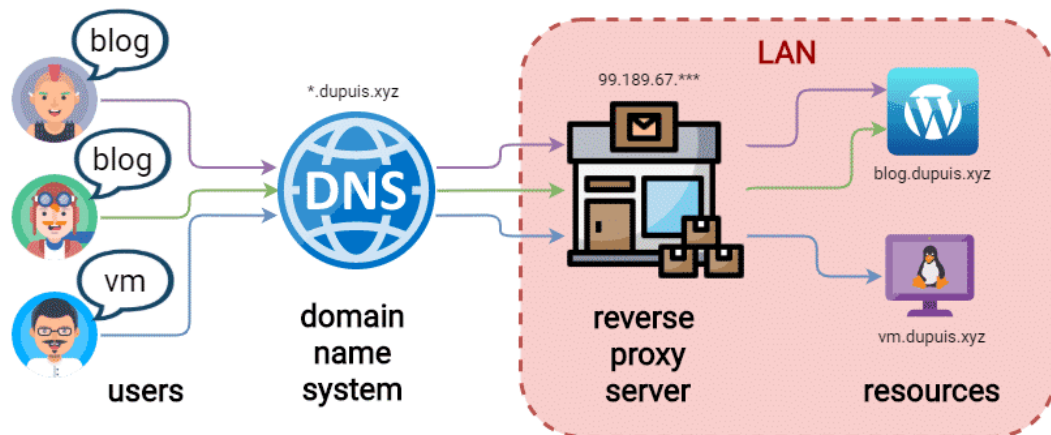 blog
blog
vm
users
*.dupuis.xyz
DNS
domain
name
system
LAN
99.189.67.***
reverse
proxy
server
W
blog.dupuis.xyz
vm.dupuis.xyz
resources